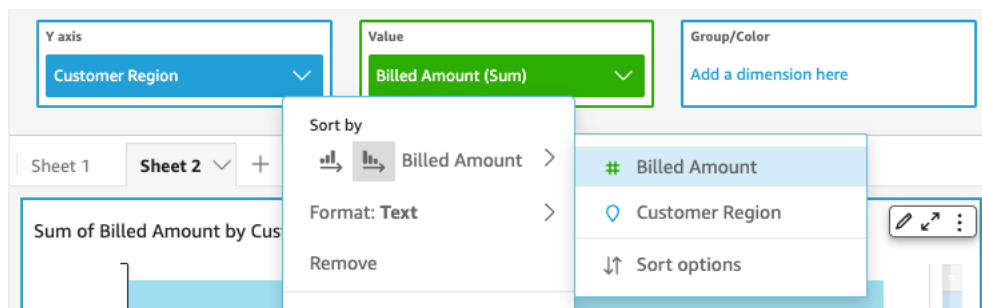 Y axis
Value
Group/Color
Customer Region
Billed Amount (Sum)
Add a dimension here
Sort by
Billed Amount
Format: Text
Remove
Billed Amount
Customer Region
Sort options
Sheet 1
Sheet 2
Sum of Billed Amount by Cus